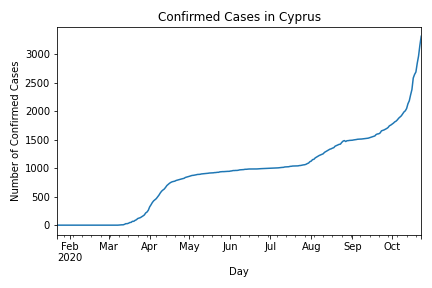 Confirmed Cases in Cyprus
Number of Confirmed Cases
3000
2500
2000
1500
1000
500
0
Feb
2020
Mar
Apr
May
Jun
Jul
Aug
Sep
Oct
Day